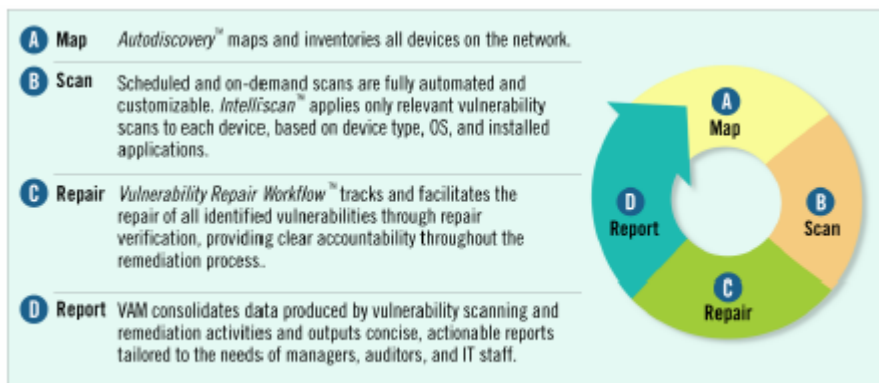 A Map Autodiscovery™ maps and inventories all devices on the network.
B Scan Scheduled and on-demand scans are fully automated and
customizable. Intelliscan™ applies only relevant vulnerability
scans to each device, based on device type, OS, and installed
applications.
C Repair Vulnerability Repair Workflow™ tracks and facilitates the
repair of all identified vulnerabilities through repair
verification, providing clear accountability throughout the
remediation process..
D Report VAM consolidates data produced by vulnerability scanning and
remediation activities and outputs concise, actionable reports
tailored to the needs of managers, auditors, and IT staff.
A
Map
B
Scan
C
Repair
D
Report